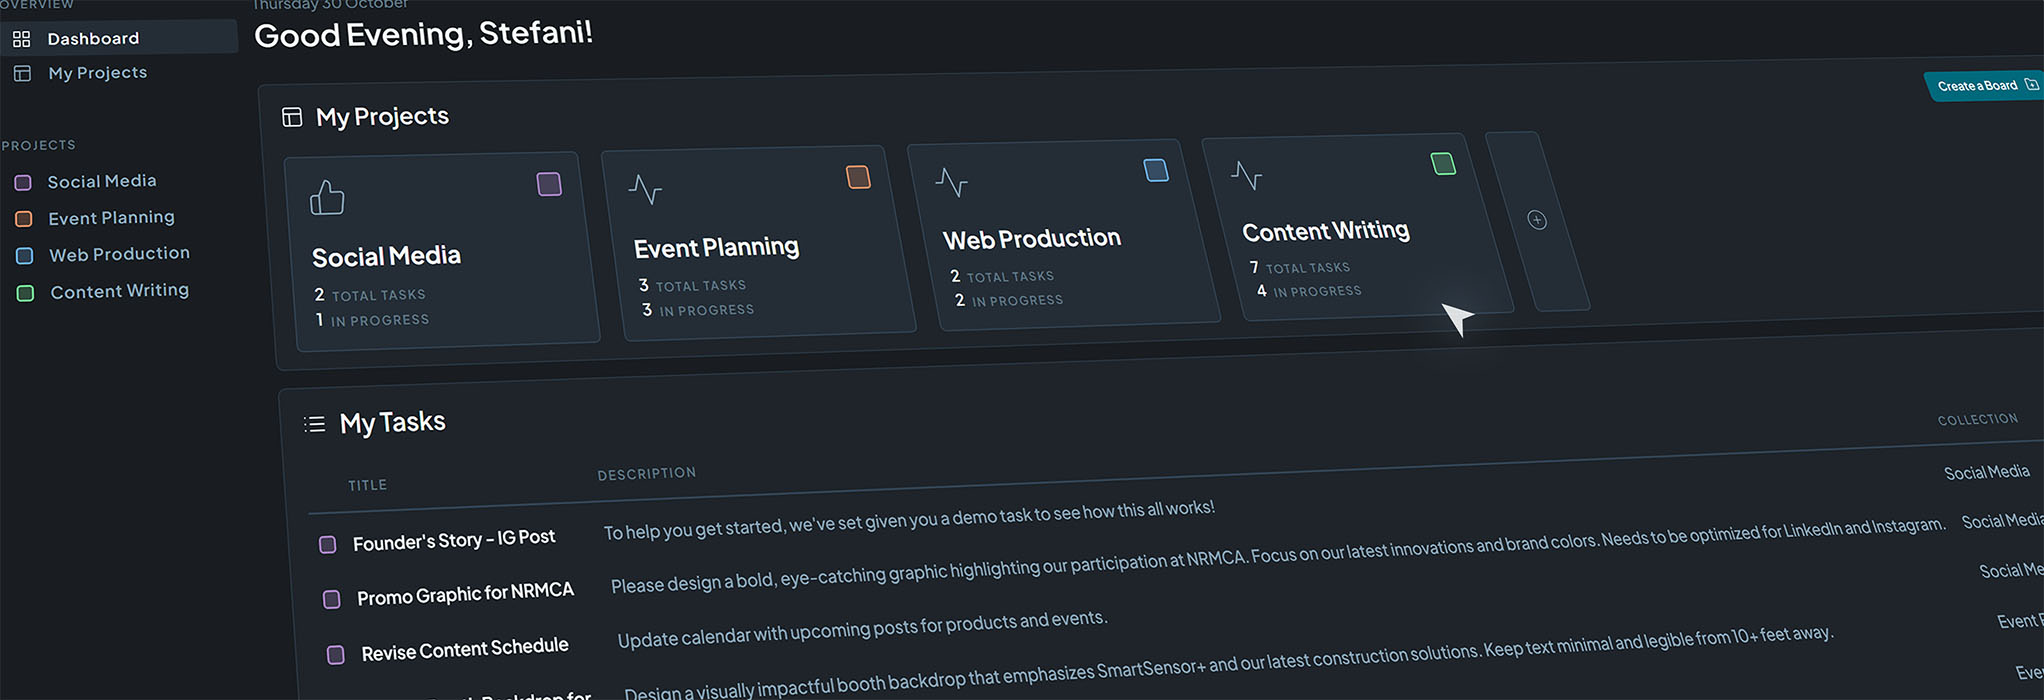 OVERVIEW
Dashboard
My Projects
PROJECTS
Social Media
Event Planning
Web Production
Content Writing
Thursday 30 October
Good Evening, Stefani!
My Projects
Create a Board
Social Media
2 TOTAL TASKS
1 IN PROGRESS
Event Planning
3 TOTAL TASKS
3 IN PROGRESS
Web Production
2 TOTAL TASKS
2 IN PROGRESS
Content Writing
7 TOTAL TASKS
4 IN PROGRESS
My Tasks
TITLE DESCRIPTION COLLECTION
Founder's Story - IG Post To help you get started, we've set given you a demo task to see how this all works! Social Media
Promo Graphic for NRMCA Please design a bold, eye-catching graphic highlighting our participation at NRMCA. Focus on our latest innovations and brand colors. Needs to be optimized for LinkedIn and Instagram. Social Media
Revise Content Schedule Update calendar with upcoming posts for products and events. Social Me
Backdrop for Design a visually impactful booth backdrop that emphasizes SmartSensor+ and our latest construction solutions. Keep text minimal and legible from 10+ feet away. Event